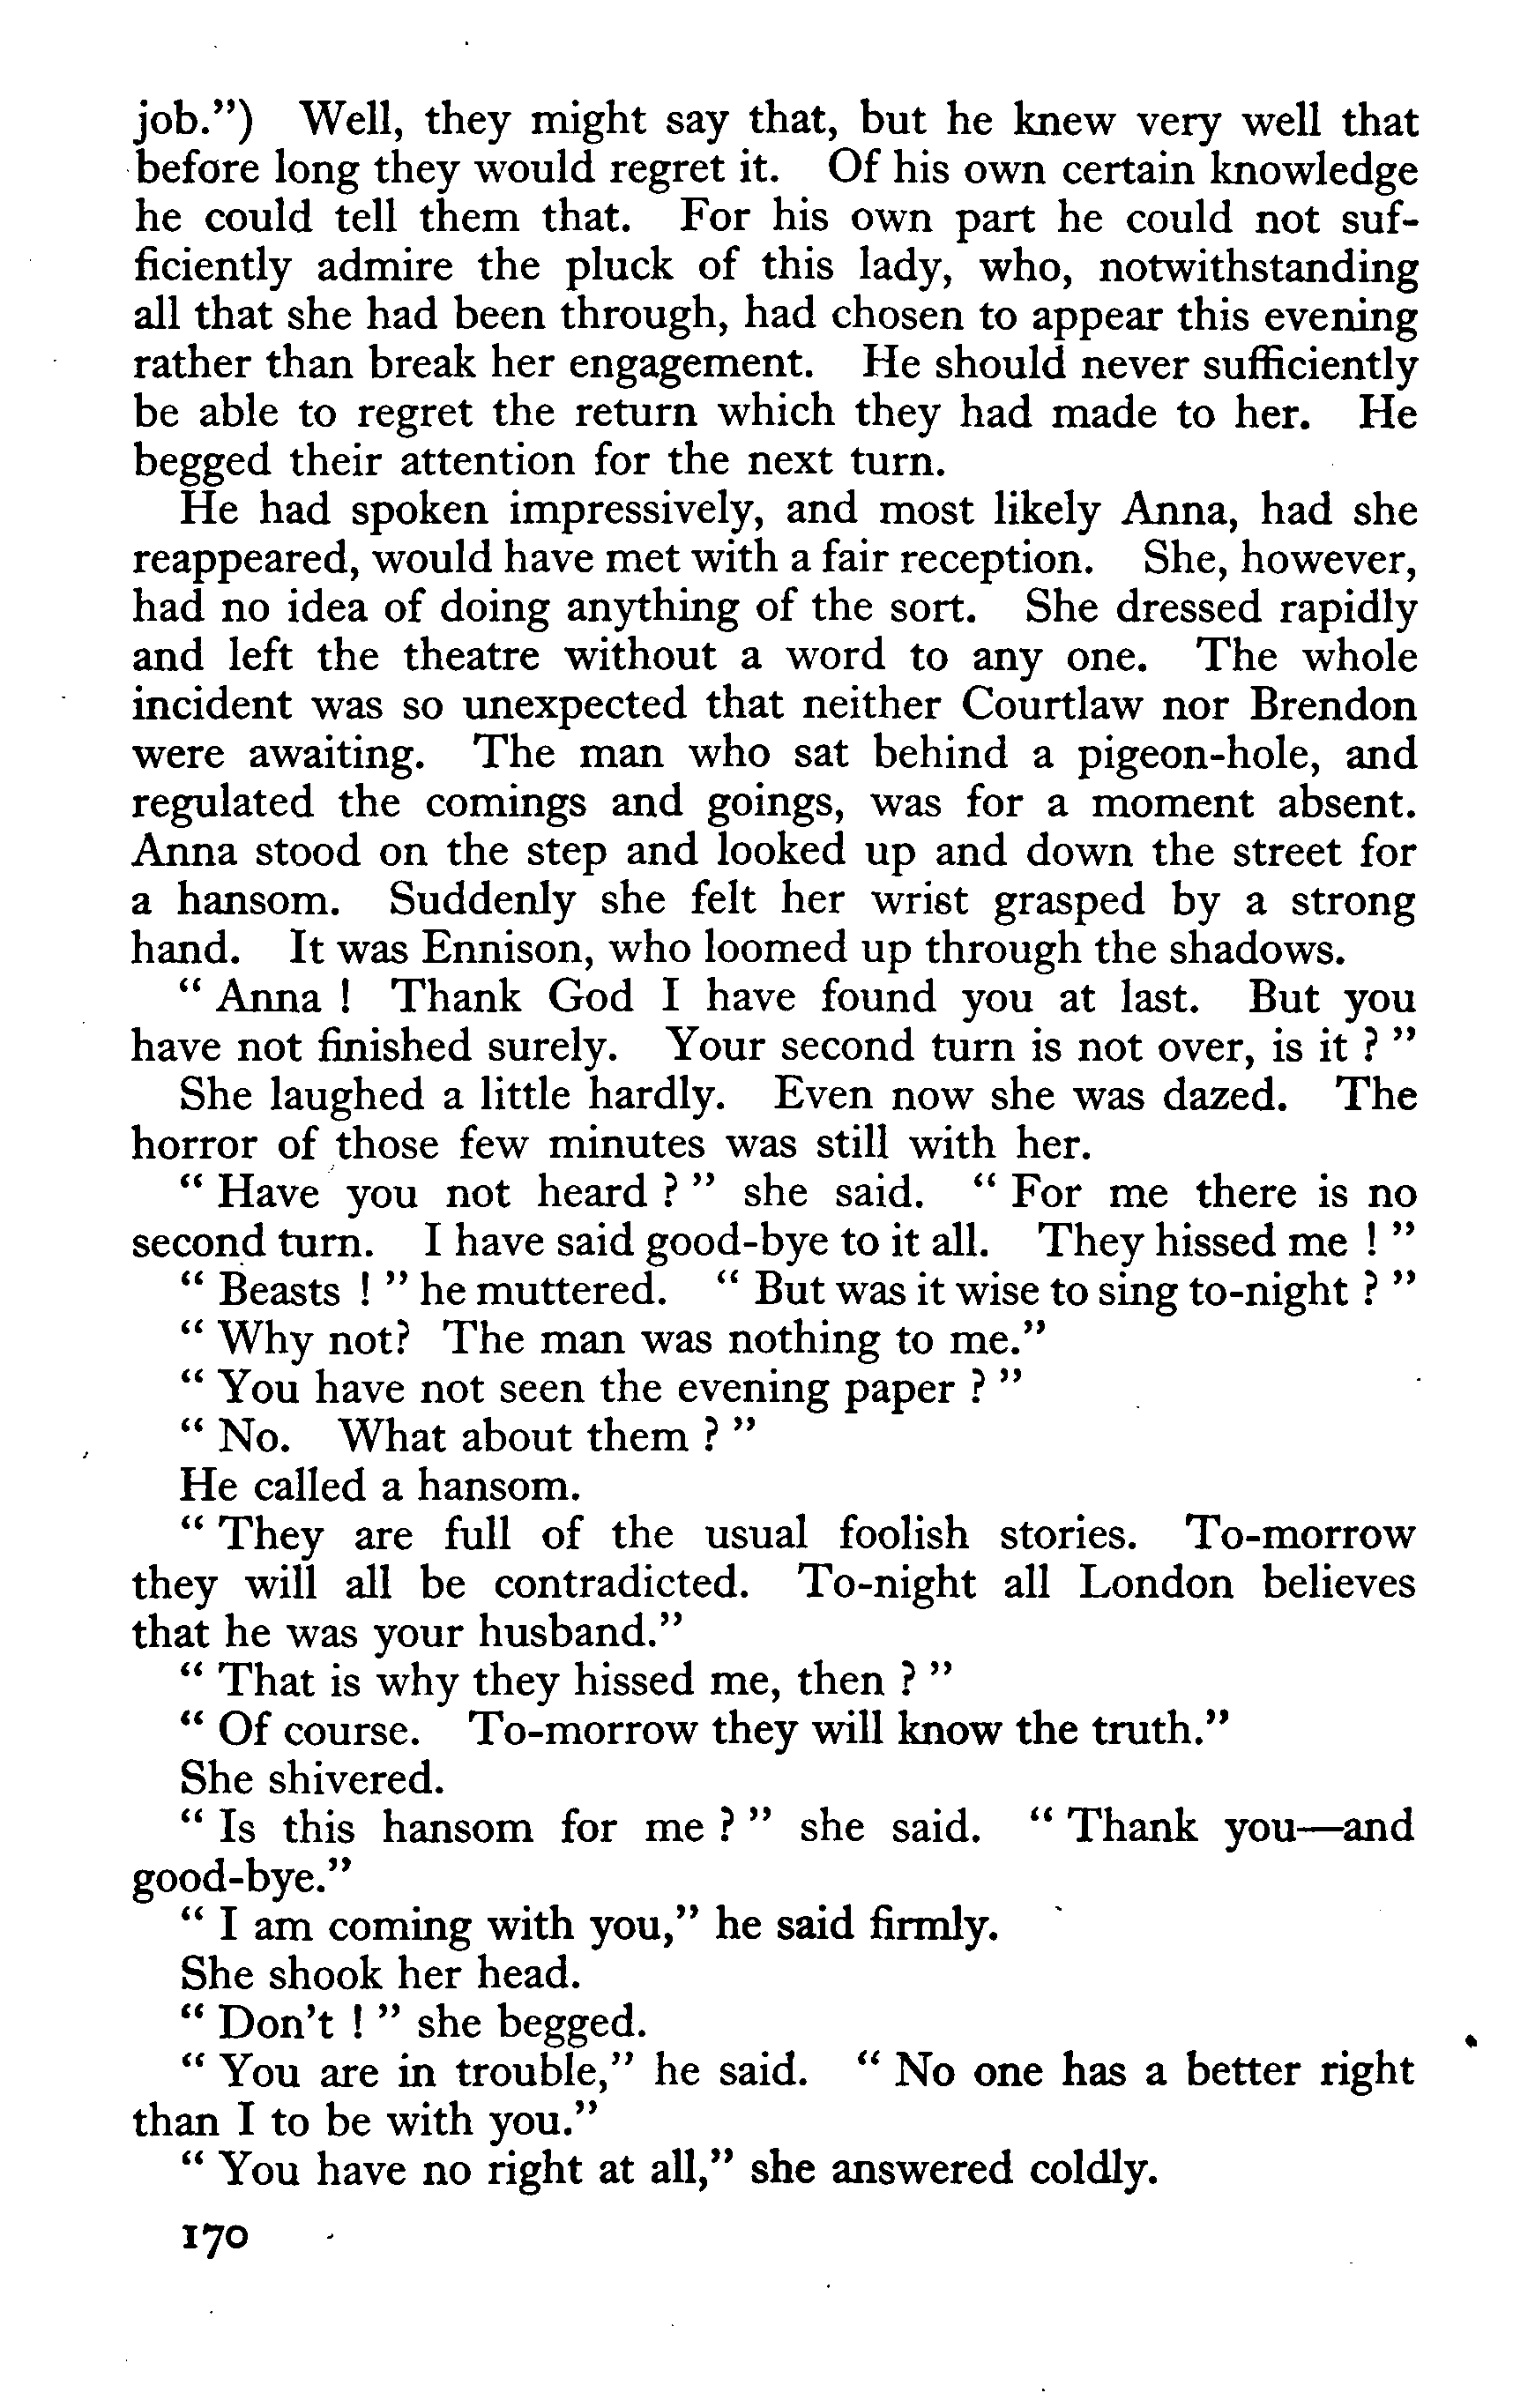 job.") Well, they might say that, but he knew very well that
before long they would regret it. Of his own certain knowledge
he could tell them that. For his own part he could not suf-
ficiently admire the pluck of this lady, who, notwithstanding
all that she had been through, had chosen to appear this evening
rather than break her engagement. He should never sufficiently
be able to regret the return which they had made to her. He
begged their attention for the next turn.
He had spoken impressively, and most likely Anna, had she
reappeared, would have met with a fair reception. She, however,
had no idea of doing anything of the sort. She dressed rapidly
and left the theatre without a word to any one. The whole
incident was so unexpected that neither Courtlaw nor Brendon
were awaiting. The man who sat behind a pigeon-hole, and
regulated the comings and goings, was for a moment absent.
Anna stood on the step and looked up and down the street for
a hansom. Suddenly she felt her wrist grasped by a strong
hand. It was Ennison, who loomed up through the shadows.
" Anna ! Thank God I have found you at last. But you
have not finished surely. Your second turn is not over, is it ? "
She laughed a little hardly. Even now she was dazed. The
horror of those few minutes was still with her.
" Have you not heard ? " she said. " For me there is no
second turn. I have said good-bye to it all. They hissed me ! "
" Beasts ! " he muttered. " But was it wise to sing to-night ? "
" Why not? The man was nothing to me."
" You have not seen the evening paper ? "
" No. What about them ? "
He called a hansom.
" They are full of the usual foolish stories. To-morrow
they will all be contradicted. To-night all London believes
that he was your husband."
" That is why they hissed me, then ? "
" Of course. To-morrow they will know the truth."
She shivered.
" Is this hansom for me ? " she said. " Thank you—and
good-bye."
" I am coming with you," he said firmly.
She shook her head.
" Don't ! " she begged.
" You are in trouble," he said. " No one has a better right
than I to be with you."
" You have no right at all," she answered coldly.
170